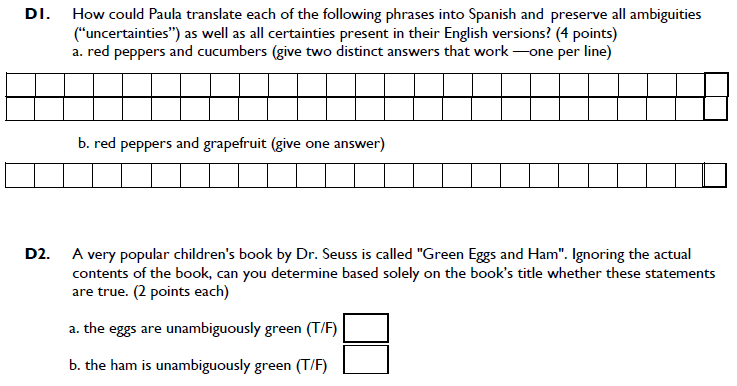 D1. How could Paula translate each of the following phrases into Spanish and preserve all ambiguities
("uncertainties") as well as all certainties present in their English versions? (4 points)
a. red peppers and cucumbers (give two distinct answers that work —one per line)
b. red peppers and grapefruit (give one answer)
D2. A very popular children's book by Dr. Seuss is called "Green Eggs and Ham". Ignoring the actual
contents of the book, can you determine based solely on the book's title whether these statements
are true. (2 points each)
a. the eggs are unambiguously green (T/F)
b. the ham is unambiguously green (T/F)